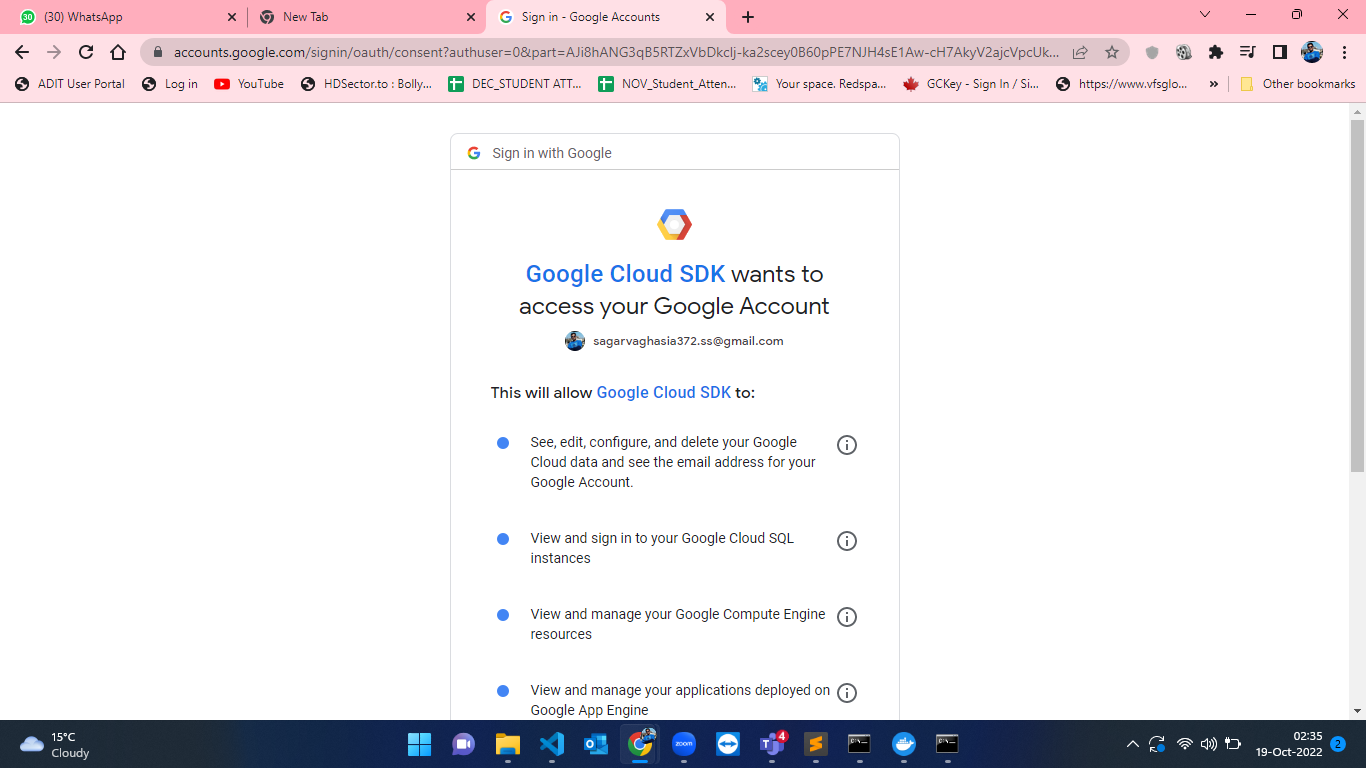 (30) WhatsApp
New Tab
Sign in - Google Accounts
accounts.google.com/signin/oauth/consent?authuser=0&part=AJi8hANG3qB5RTZxVbDkcIj-ka2scey0B60pPE7NJH4sE1Aw-cH7AkyV2ajcVpcUk...
ADIT User Portal
Log in
YouTube
HDSector.to : Bolly...
DEC_STUDENT ATT...
NOV_Student_Atten...
Your space. Redspa...
GCKey - Sign In / Si...
https://www.vfsglo...
»
Other bookmarks
Sign in with Google
Google Cloud SDK wants to
access your Google Account
sagarvaghasia372.ss@gmail.com
This will allow Google Cloud SDK to:
See, edit, configure, and delete your Google
Cloud data and see the email address for your
Google Account.
View and sign in to your Google Cloud SQL
instances
View and manage your Google Compute Engine
resources
View and manage your applications deployed on
Google App Engine
15°C
Cloudy
zoom
4
02:35
19-Oct-2022
2